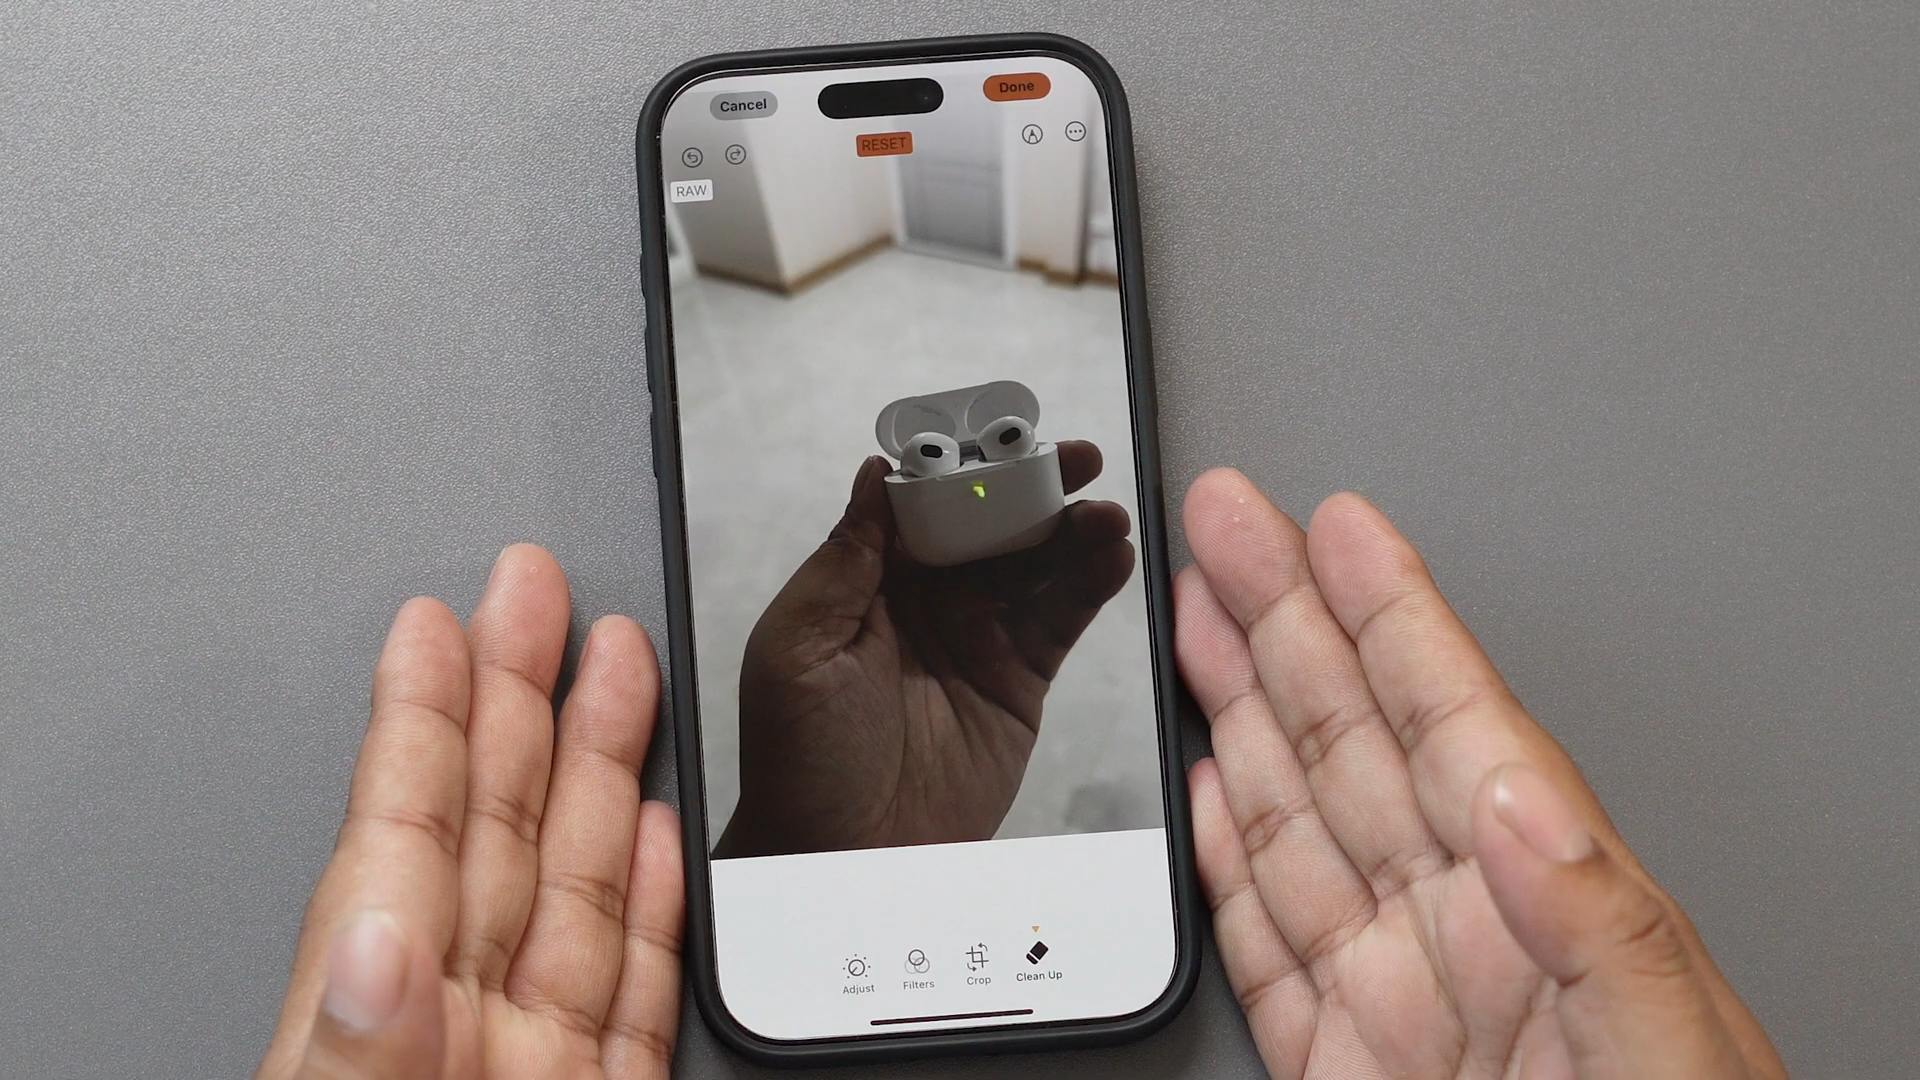 Cancel
Done
RESET
RAW
Adjust
Filters
Crop
Clean Up